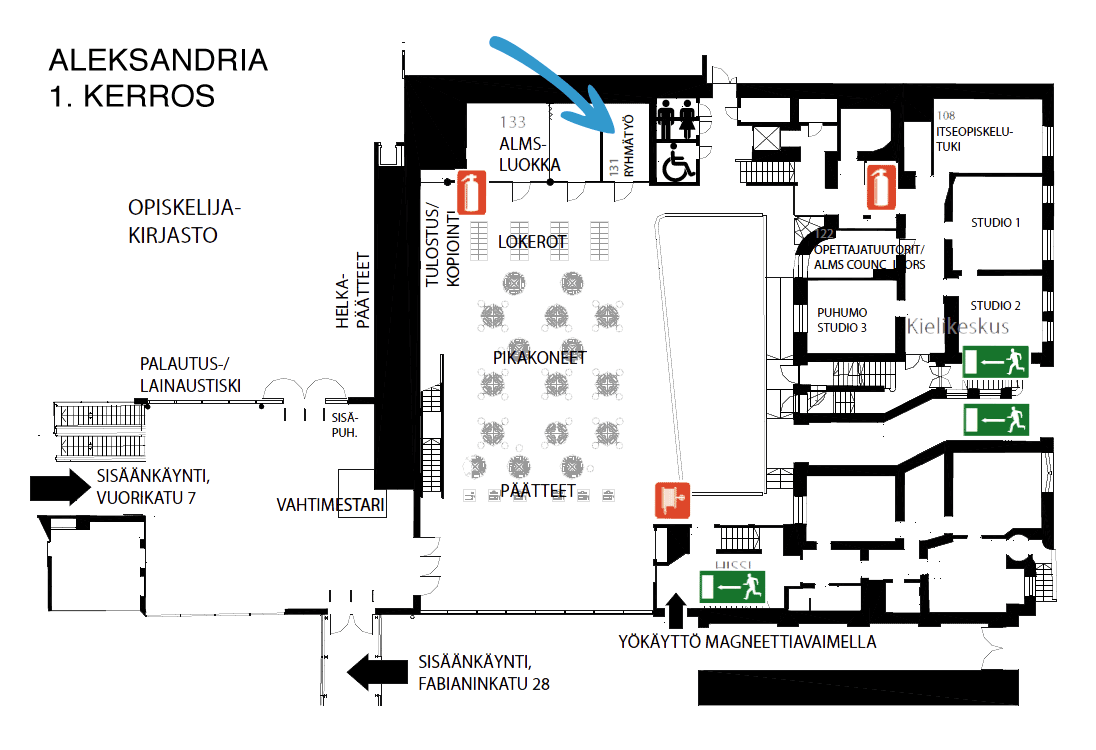 ALEKSANDRIA
1. KERROS
OPISKELIJA-
KIRJASTO
133
ALMS-
LUOKKA
131
RYHMÄTYÖ
108
ITSEOPISKELU-
TUKI
STUDIO 1
122
OPETTAJATUUTORIT/
STUDIO 2
PUHUMO
STUDIO 3
Kielikeskus
TULOSTUS/
KOPIOINTI
LOKEROT
HELKA-
PÄÄTTEET
PIKAKONEET
PÄÄTTEET
PALAUTUS-/
LAINAUSTISKI
SISÄ-
PUH.
SISÄÄNKÄYNTI,
VUORIKATU 7
VAHTIMESTARI
HISSI
YÖKÄYTTÖ MAGNEETTIAVAIMELLA
SISÄÄNKÄYNTI,
FABIANINKATU 28